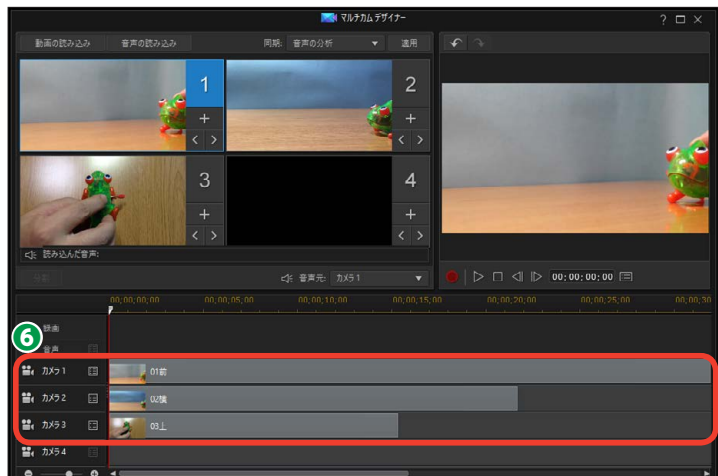 マルチカム デザイナー
動画の読み込み 音声の読み込み 同期: 音声の分析 適用
1
2
3
4
読み込んだ音声:
分割 音声元: カメラ 1
00;00;00;00
00;00;00;00 00;00;05;00 00;00;10;00 00;00;15;00 00;00;20;00 00;00;25;00 00;00;30
録画
6
音声
カメラ 1 01前
カメラ 2 02横
カメラ 3 03上
カメラ 4